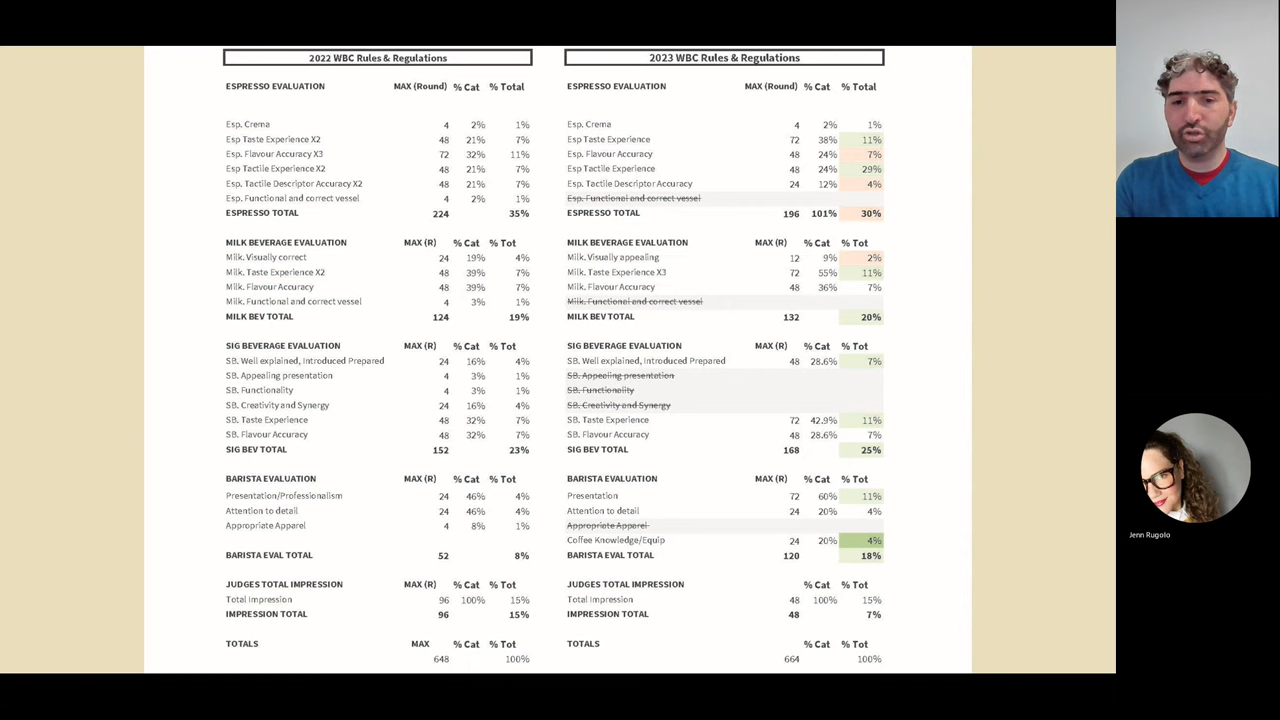 2022 WBC Rules & Regulations
ESPRESSO EVALUATION MAX (Round) % Cat % Total
Esp. Crema 4 2% 1%
Esp Taste Experience X2 48 21% 7%
Esp. Flavour Accuracy X3 72 32% 11%
Esp Tactile Experience X2 48 21% 7%
Esp. Tactile Descriptor Accuracy X2 48 21% 7%
Esp. Functional and correct vessel 4 2% 1%
ESPRESSO TOTAL 224 35%
MILK BEVERAGE EVALUATION MAX (R) % Cat % Tot
Milk. Visually correct 24 19% 4%
Milk. Taste Experience X2 48 39% 7%
Milk. Flavour Accuracy 48 39% 7%
Milk. Functional and correct vessel 4 3% 1%
MILK BEV TOTAL 124 19%
SIG BEVERAGE EVALUATION MAX (R) % Cat % Tot
SB. Well explained, Introduced Prepared 24 16% 4%
SB. Appealing presentation 4 3% 1%
SB. Functionality 4 3% 1%
SB. Creativity and Synergy 24 16% 4%
SB. Taste Experience 48 32% 7%
SB. Flavour Accuracy 48 32% 7%
SIG BEV TOTAL 152 23%
BARISTA EVALUATION MAX (R) % Cat % Tot
Presentation/Professionalism 24 46% 4%
Attention to detail 24 46% 4%
Appropriate Apparel 4 8% 1%
BARISTA EVAL TOTAL 52 8%
JUDGES TOTAL IMPRESSION MAX (R) % Cat % Tot
Total Impression 96 100% 15%
IMPRESSION TOTAL 96 15%
TOTALS MAX % Cat % Tot
648 100%
2023 WBC Rules & Regulations
ESPRESSO EVALUATION MAX (Round) % Cat % Total
Esp. Crema 4 2% 1%
Esp Taste Experience 72 38% 11%
Esp. Flavour Accuracy 48 24% 7%
Esp Tactile Experience 48 24% 29%
Esp. Tactile Descriptor Accuracy 24 12% 4%
Esp. Functional and correct vessel
ESPRESSO TOTAL 196 101% 30%
MILK BEVERAGE EVALUATION MAX (R) % Cat % Tot
Milk. Visually appealing 12 9% 2%
Milk. Taste Experience X3 72 55% 11%
Milk. Flavour Accuracy 48 36% 7%
Milk. Functional and correct vessel
MILK BEV TOTAL 132 20%
SIG BEVERAGE EVALUATION MAX (R) % Cat % Tot
SB. Well explained, Introduced Prepared 48 28.6% 7%
SB. Appealing presentation
SB. Functionality
SB. Creativity and Synergy
SB. Taste Experience 72 42.9% 11%
SB. Flavour Accuracy 48 28.6% 7%
SIG BEV TOTAL 168 25%
BARISTA EVALUATION MAX (R) % Cat % Tot
Presentation 72 60% 11%
Attention to detail 24 20% 4%
Appropriate Apparel
Coffee Knowledge/Equip 24 20% 4%
BARISTA EVAL TOTAL 120 18%
JUDGES TOTAL IMPRESSION % Cat % Tot
Total Impression 48 100% 15%
IMPRESSION TOTAL 48 7%
TOTALS % Cat % Tot
664 100%
Jenn Rugolo